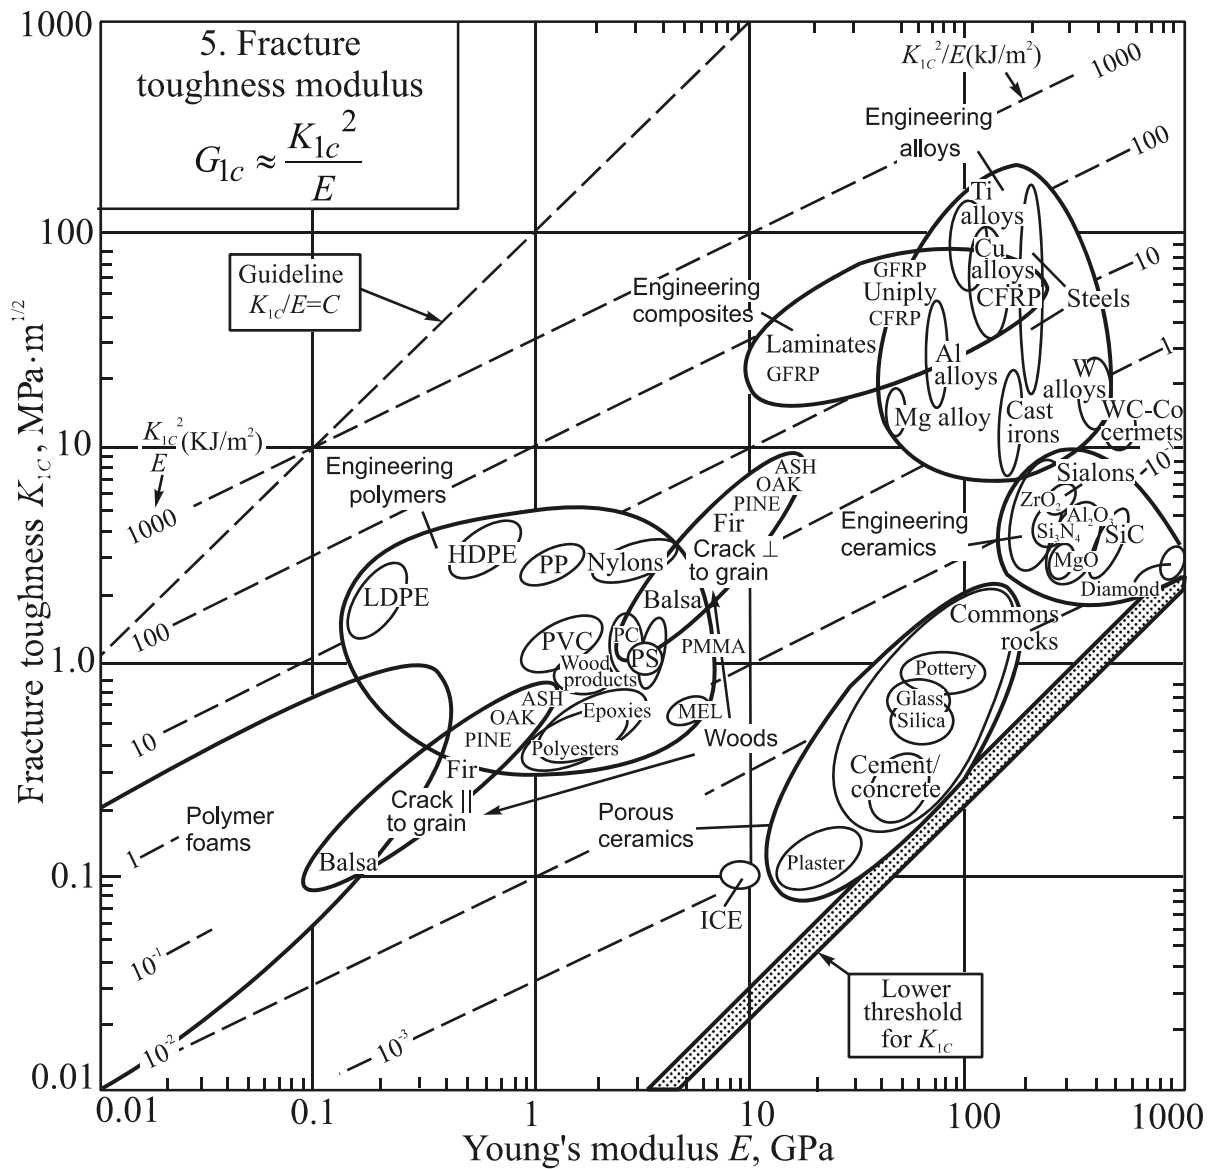 1000
100
10
1.0
0.1
0.01
Fracture toughness K1C, MPa·m1/2
5. Fracture
toughness modulus
G1c ≈ K1c2
E
K1C2/E(kJ/m2)
1000
100
10
1
10-1
Engineering
alloys
Ti
alloys
Cu
alloys
GFRP
Uniply
CFRP
CFRP
Steels
Guideline
K1C/E=C
Engineering
composites
Laminates
GFRP
Al
alloys
W
alloys
Mg alloy
Cast
irons
WC-Co
cermets
K1C2
E
(KJ/m2)
1000
100
10
1
10-1
10-2
10-3
Engineering
polymers
ASH
OAK
PINE
Fir
Crack ⊥
to grain
Balsa
HDPE
PP
Nylons
LDPE
PVC
PC
PS
PMMA
Wood
products
Epoxies
MEL
Polyesters
Woods
ASH
OAK
PINE
Fir
Crack ||
to grain
Balsa
Polymer
foams
Engineering
ceramics
Sialons
ZrO2
Al2O3
Si3N4
SiC
MgO
Diamond
Commons
rocks
Pottery
Glass
Silica
Cement/
concrete
Porous
ceramics
Plaster
ICE
Lower
threshold
for K1C
0.01
0.1
1
10
100
1000
Young's modulus E, GPa